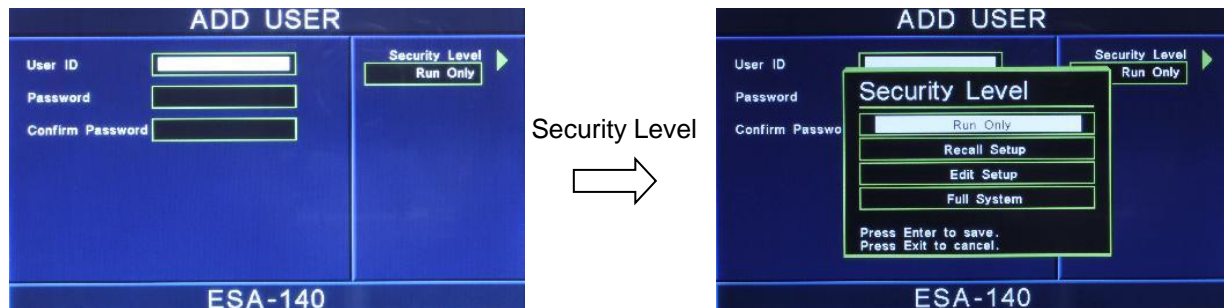 ADD USER
User ID
Password
Confirm Password
Security Level
Run Only
ESA-140
Security Level
ADD USER
User ID
Password
Confirm Passwo
Security Level
Run Only
Security Level
Run Only
Recall Setup
Edit Setup
Full System
Press Enter to save.
Press Exit to cancel.
ESA-140